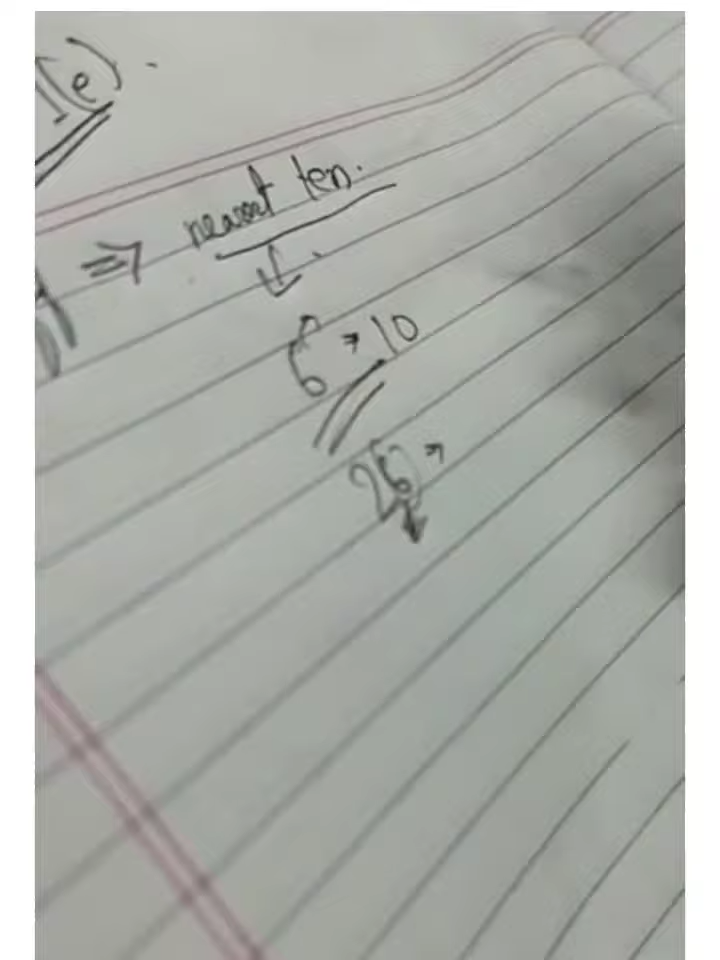 1(e).
⇒ nearest ten.
↓
6 → 10
26 →
↓